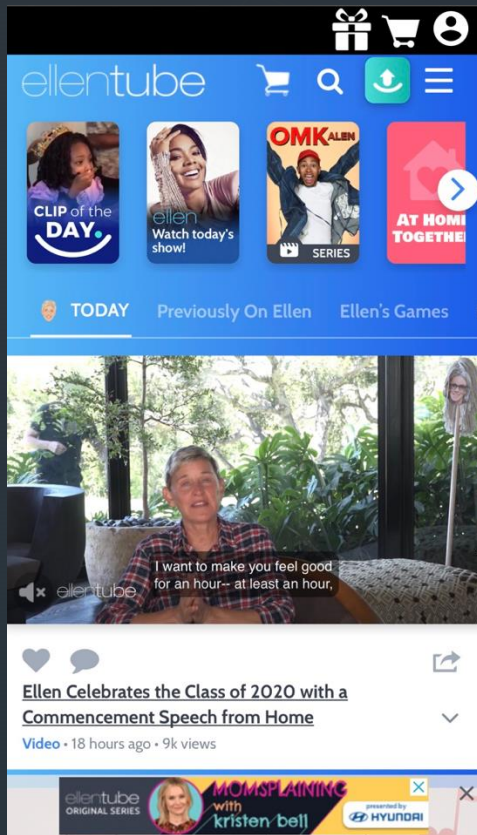 ellentube
CLIP of the
DAY.
ellen
Watch today's
show!
OMKALEN
SERIES
AT HOME
TOGETHE
TODAY
Previously On Ellen
Ellen's Games
I want to make you feel good
for an hour-- at least an hour,
ellentube
Ellen Celebrates the Class of 2020 with a
Commencement Speech from Home
Video • 18 hours ago • 9k views
ellentube
ORIGINAL SERIES
MOMSPLAINING
with
kristen bell
presented by
HYUNDAI